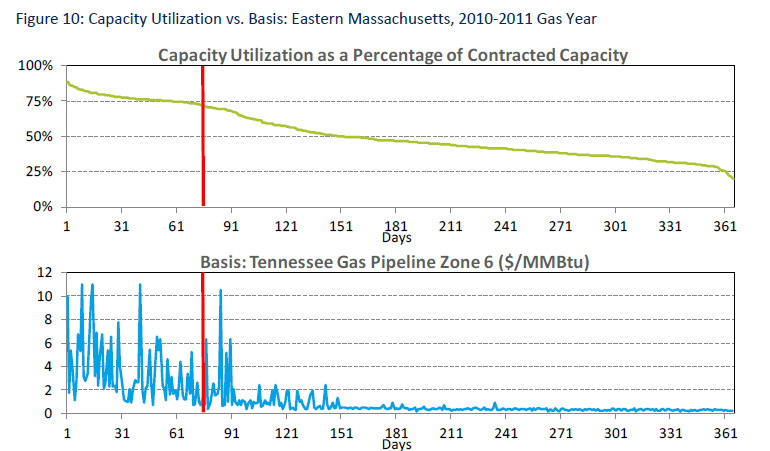 Figure 10: Capacity Utilization vs. Basis: Eastern Massachusetts, 2010-2011 Gas Year
Capacity Utilization as a Percentage of Contracted Capacity
100%
75%
50%
25%
0%
1 31 61 91 121 151 181 211 241 271 301 331 361
Days
Basis: Tennessee Gas Pipeline Zone 6 ($/MMBtu)
12
10
8
6
4
2
0
1 31 61 91 121 151 181 211 241 271 301 331 361
Days